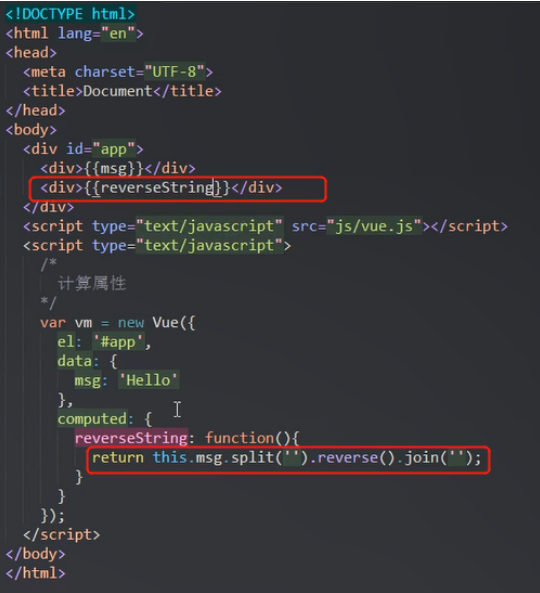 <!DOCTYPE html>
<html lang="en">
<head>
  <meta charset="UTF-8">
  <title>Document</title>
</head>
<body>
  <div id="app">
    <div>{{msg}}</div>
    <div>{{reverseString}}</div>
  </div>
  <script type="text/javascript" src="js/vue.js"></script>
  <script type="text/javascript">
    /*
      计算属性
    */
    var vm = new Vue({
      el: '#app',
      data: {
        msg: 'Hello'
      },
      computed: {
        reverseString: function(){
          return this.msg.split('').reverse().join('');
        }
      }
    });
  </script>
</body>
</html>